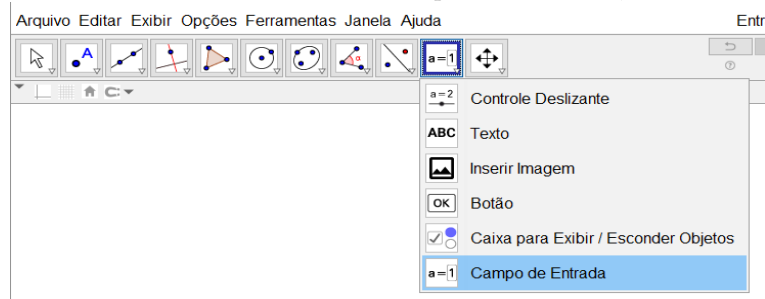 Arquivo Editar Exibir Opções Ferramentas Janela Ajuda Entr
A α a=1
a=2 Controle Deslizante
ABC Texto
Inserir Imagem
OK Botão
Caixa para Exibir / Esconder Objetos
a=1 Campo de Entrada